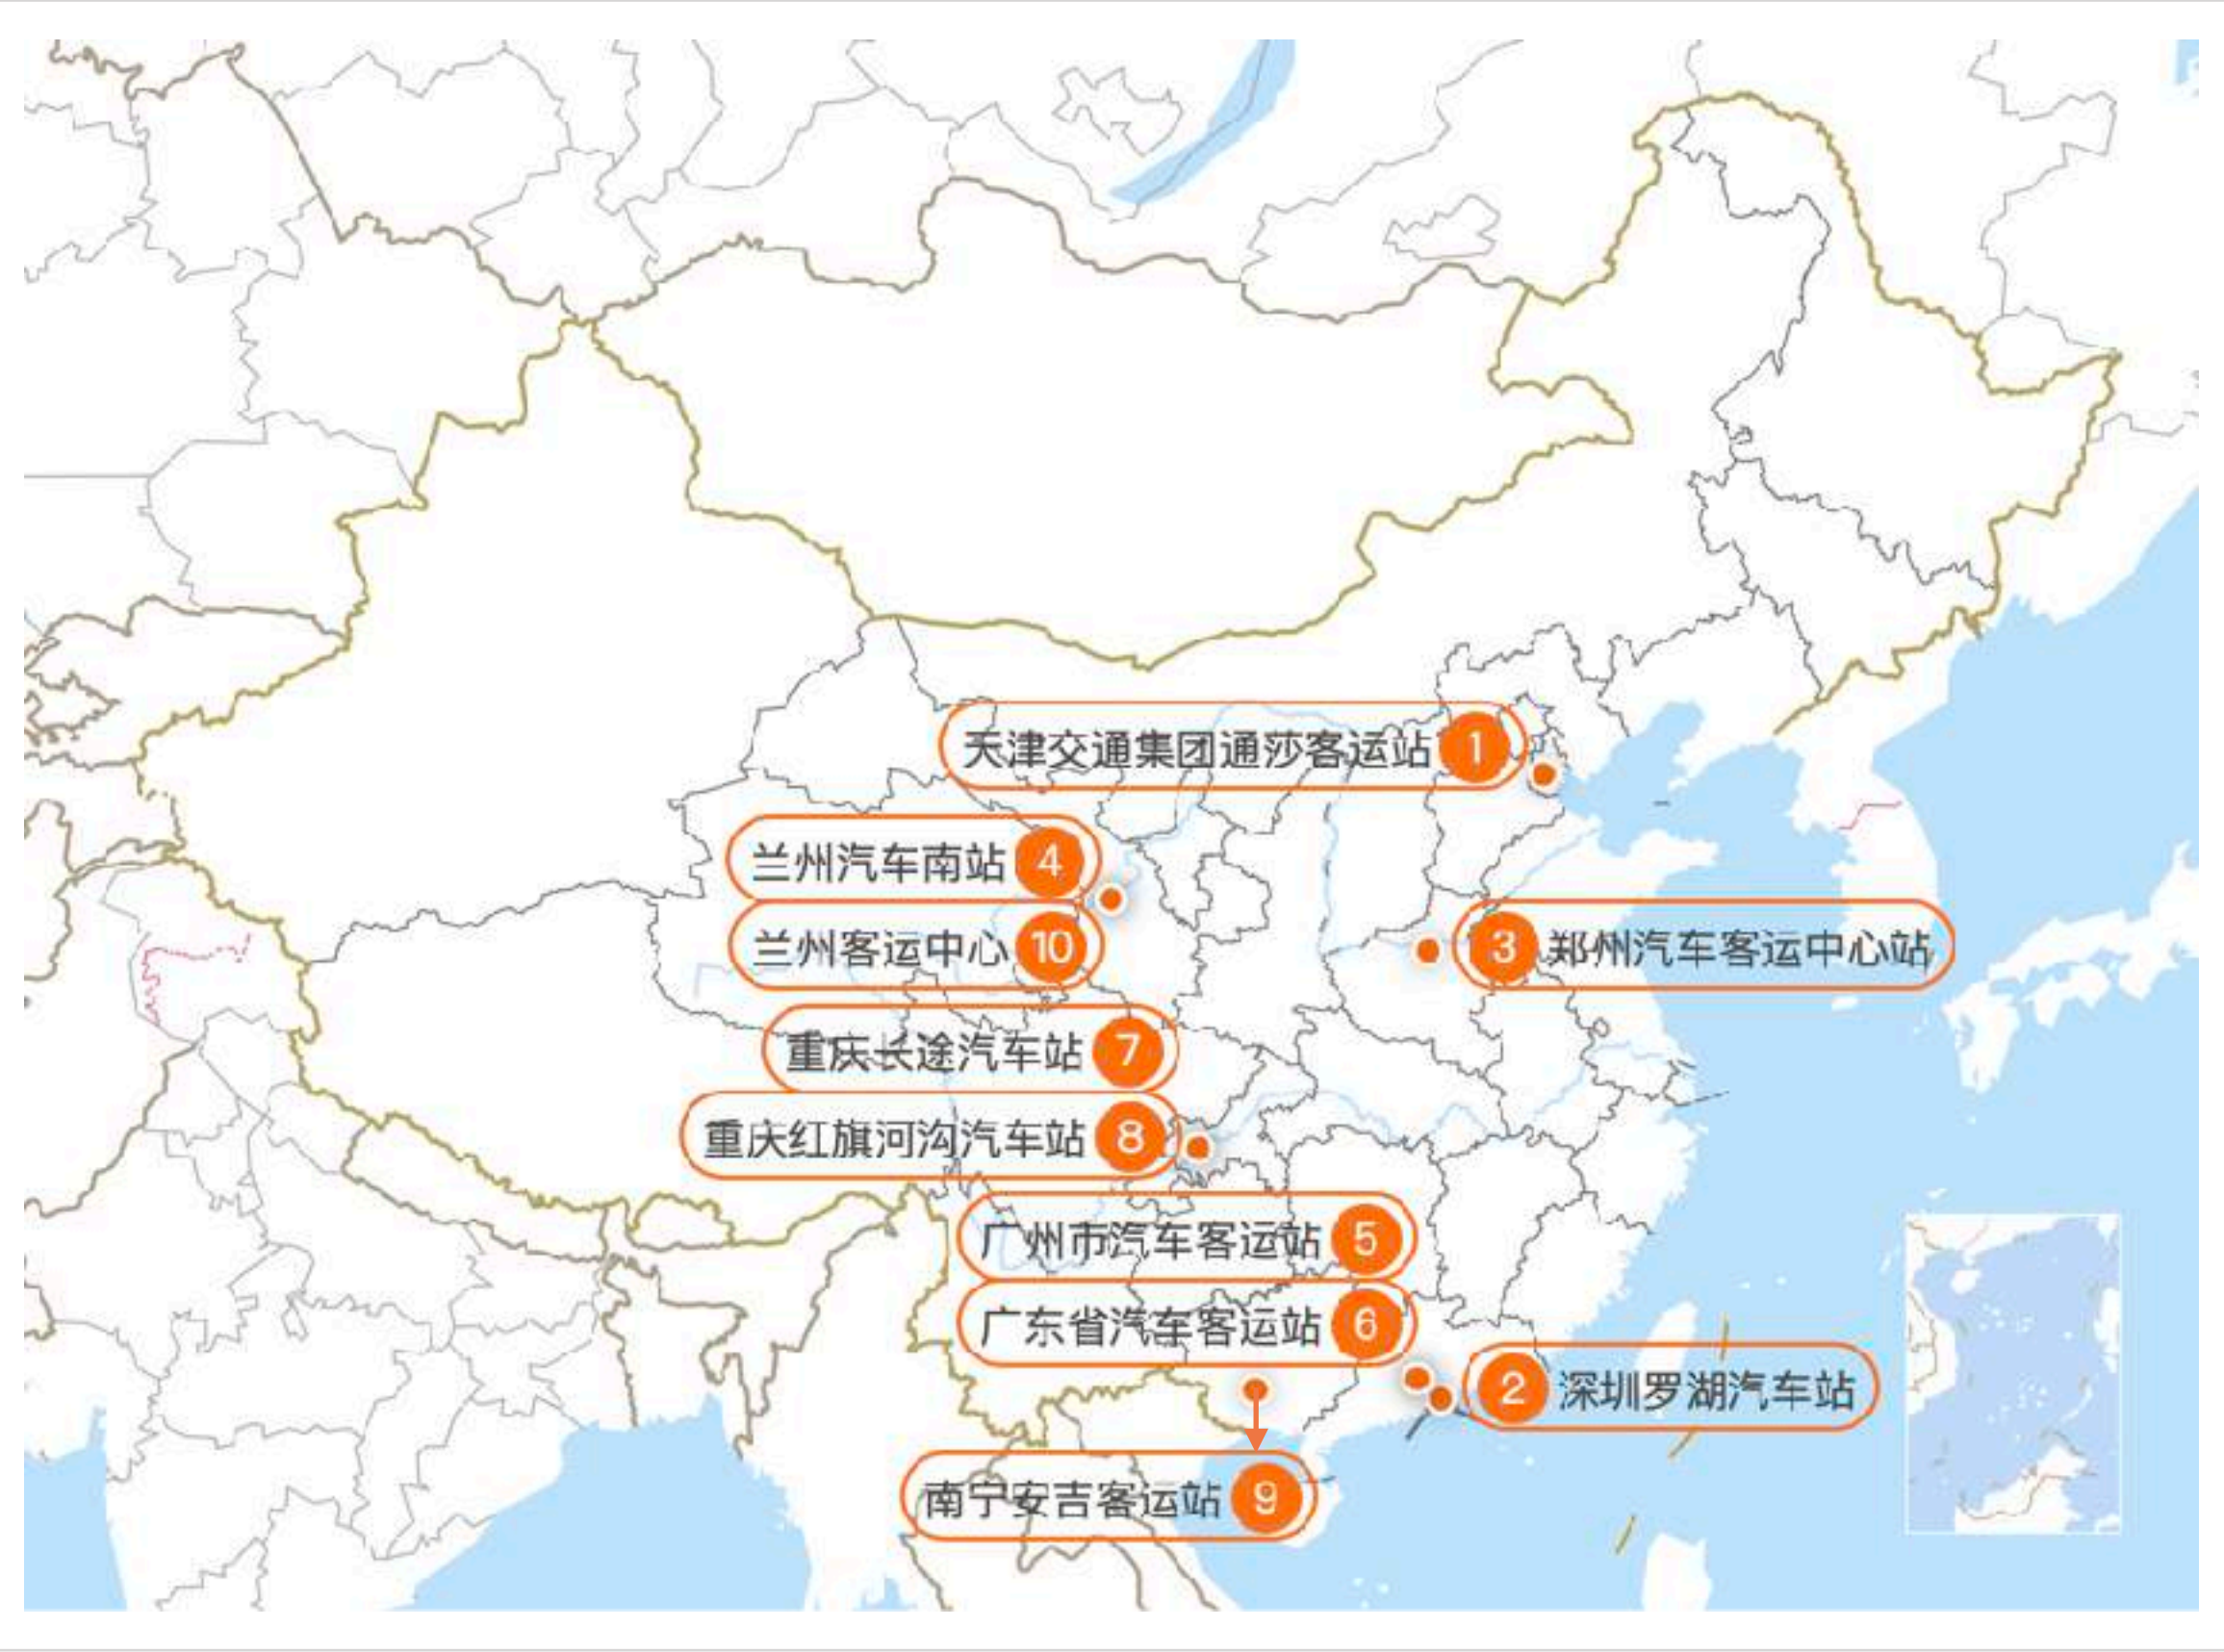 天津交通集团通莎客运站 1
兰州汽车南站 4
兰州客运中心 10
3 郑州汽车客运中心站
重庆长途汽车站 7
重庆红旗河沟汽车站 8
广州市汽车客运站 5
广东省汽车客运站 6
2 深圳罗湖汽车站
南宁安吉客运站 9